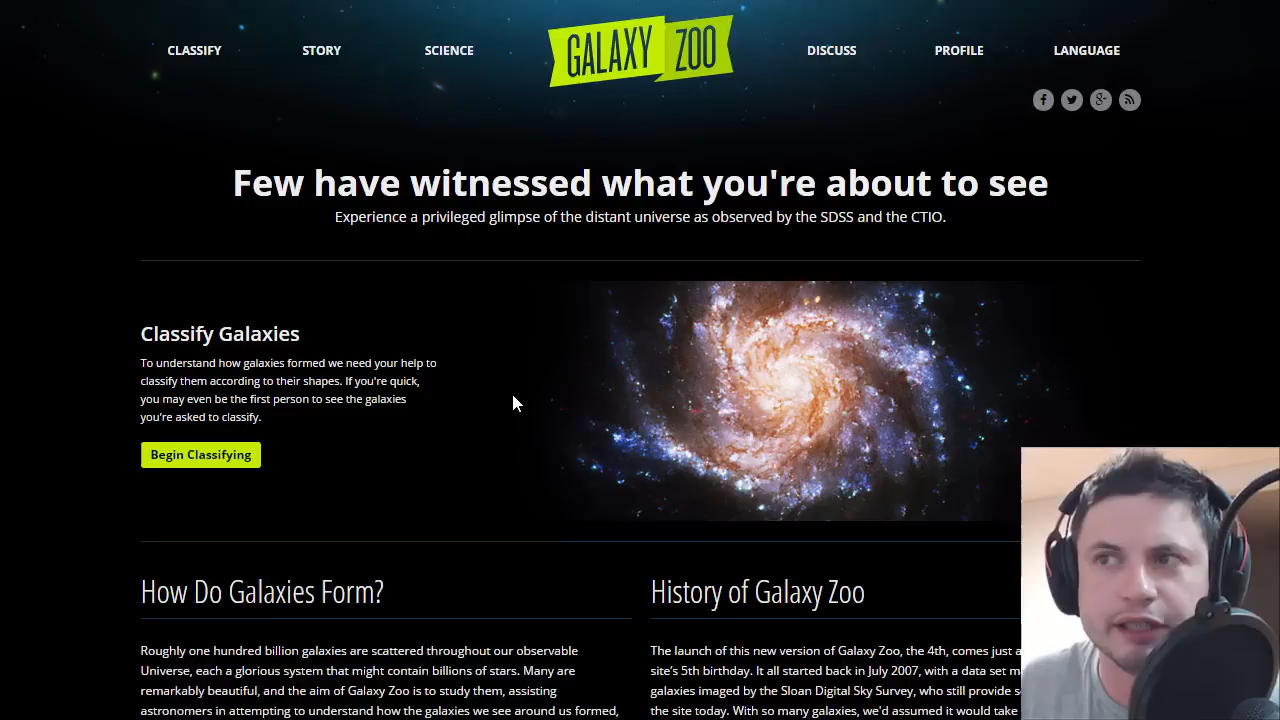 CLASSIFY STORY SCIENCE GALAXY ZOO DISCUSS PROFILE LANGUAGE
Few have witnessed what you're about to see
Experience a privileged glimpse of the distant universe as observed by the SDSS and the CTIO.
Classify Galaxies
To understand how galaxies formed we need your help to
classify them according to their shapes. If you're quick,
you may even be the first person to see the galaxies
you're asked to classify.
Begin Classifying
How Do Galaxies Form?
Roughly one hundred billion galaxies are scattered throughout our observable
Universe, each a glorious system that might contain billions of stars. Many are
remarkably beautiful, and the aim of Galaxy Zoo is to study them, assisting
astronomers in attempting to understand how the galaxies we see around us formed,
History of Galaxy Zoo
The launch of this new version of Galaxy Zoo, the 4th, comes just a
site's 5th birthday. It all started back in July 2007, with a data set m
galaxies imaged by the Sloan Digital Sky Survey, who still provide s
the site today. With so many galaxies, we'd assumed it would take